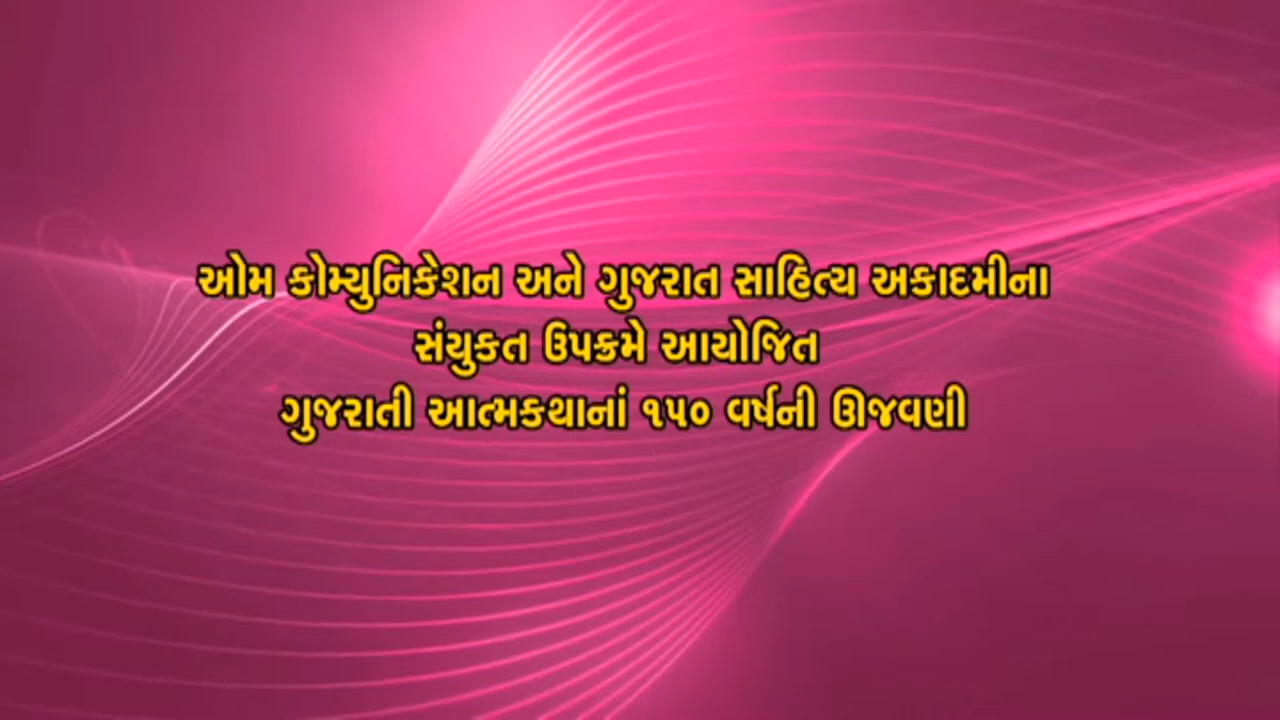 ઓમ કોમ્યુનિકેશન અને ગુજરાત સાહિત્ય અકાદમીના
સંયુકત ઉપક્રમે આયોજિત
ગુજરાતી આત્મકથાનાં ૧૫૦ વર્ષની ઊજવણી